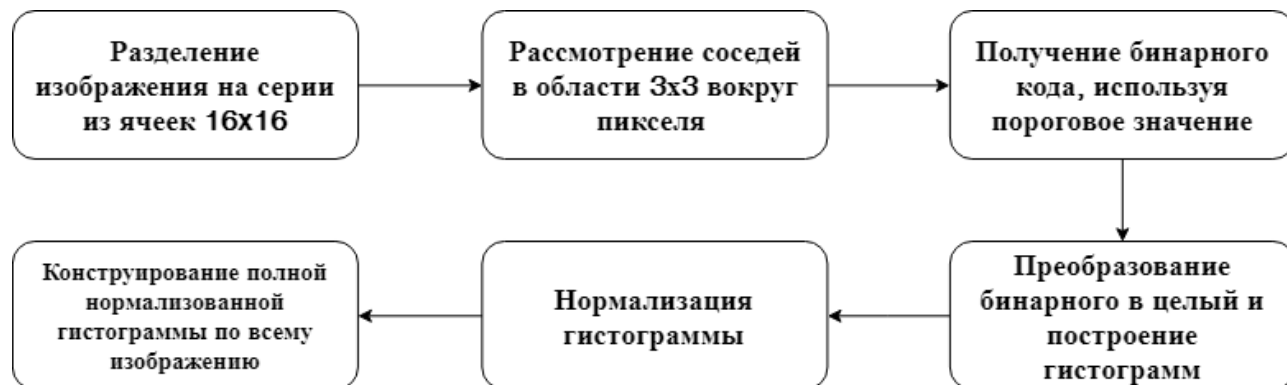 Разделение
изображения на серии
из ячеек 16x16
Рассмотрение соседей
в области 3x3 вокруг
пикселя
Получение бинарного
кода, используя
пороговое значение
Преобразование
бинарного в целый и
построение
гистограмм
Нормализация
гистограммы
Конструирование полной
нормализованной
гистограммы по всему
изображению